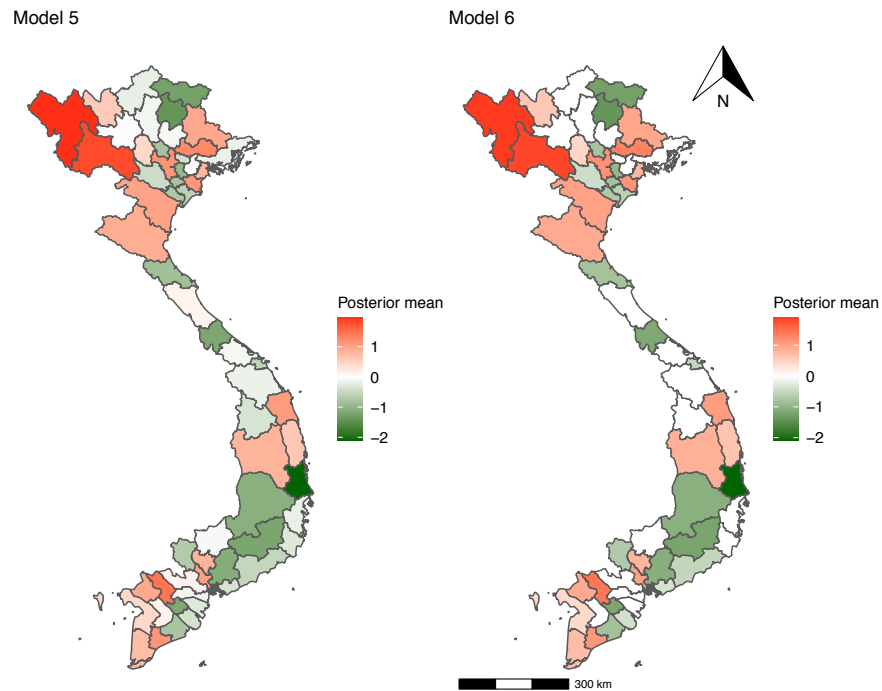 Model 5
Model 6
N
Posterior mean
1
0
−1
−2
Posterior mean
1
0
−1
−2
300 km